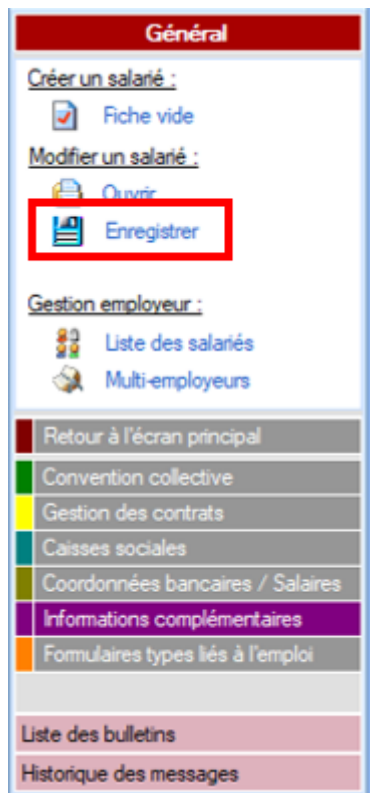 Général
Créer un salarié :
Fiche vide
Modifier un salarié :
Ouvrir
Enregistrer
Gestion employeur :
Liste des salariés
Multi-employeurs
Retour à l'écran principal
Convention collective
Gestion des contrats
Caisses sociales
Coordonnées bancaires / Salaires
Informations complémentaires
Formulaires types liés à l'emploi
Liste des bulletins
Historique des messages